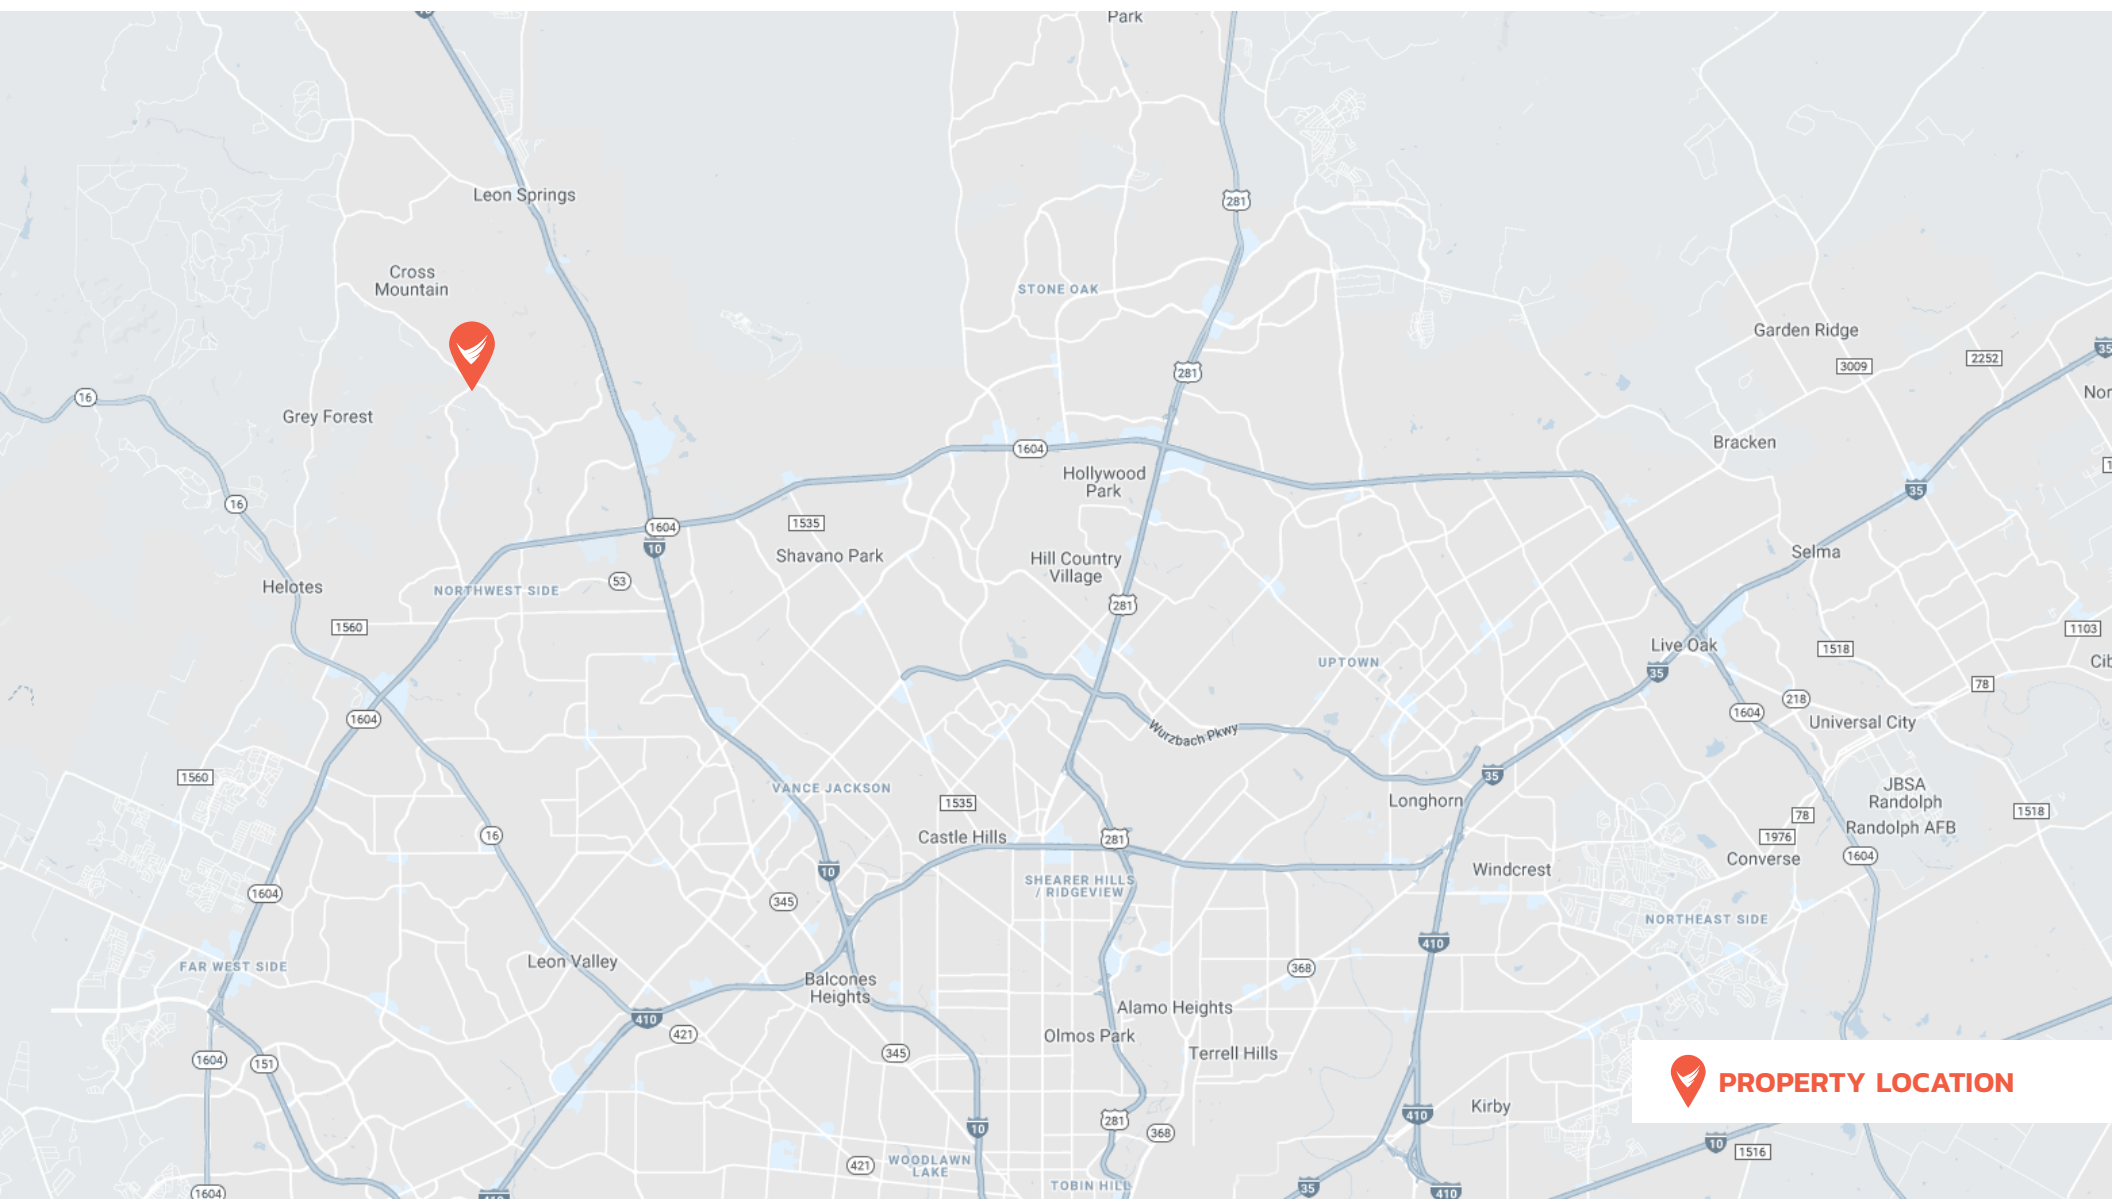 10
Park
Leon Springs
281
Cross
Mountain
STONE OAK
Garden Ridge
35
2252
3009
281
16
Nor
Grey Forest
Bracken
1604
Hollywood
Park
35
16
1535
1604
10
Shavano Park
Selma
Hill Country
Village
53
Helotes
NORTHWEST SIDE
281
1560
1103
Live Oak
1518
Cib
UPTOWN
35
78
218
1604
1604
Universal City
Wurzbach Pkwy
1560
35
VANCE JACKSON
JBSA
Randolph
Longhorn
1535
1518
78
Randolph AFB
16
Castle Hills
281
1976
Converse
1604
10
Windcrest
SHEARER HILLS
/ RIDGEVIEW
1604
345
NORTHEAST SIDE
410
Leon Valley
FAR WEST SIDE
368
Balcones
Heights
Alamo Heights
410
421
Olmos Park
345
Terrell Hills
1604
151
PROPERTY LOCATION
Kirby
410
281
10
368
10
1516
WOODLAWN
LAKE
421
TOBIN HILL
35
410
1604
410